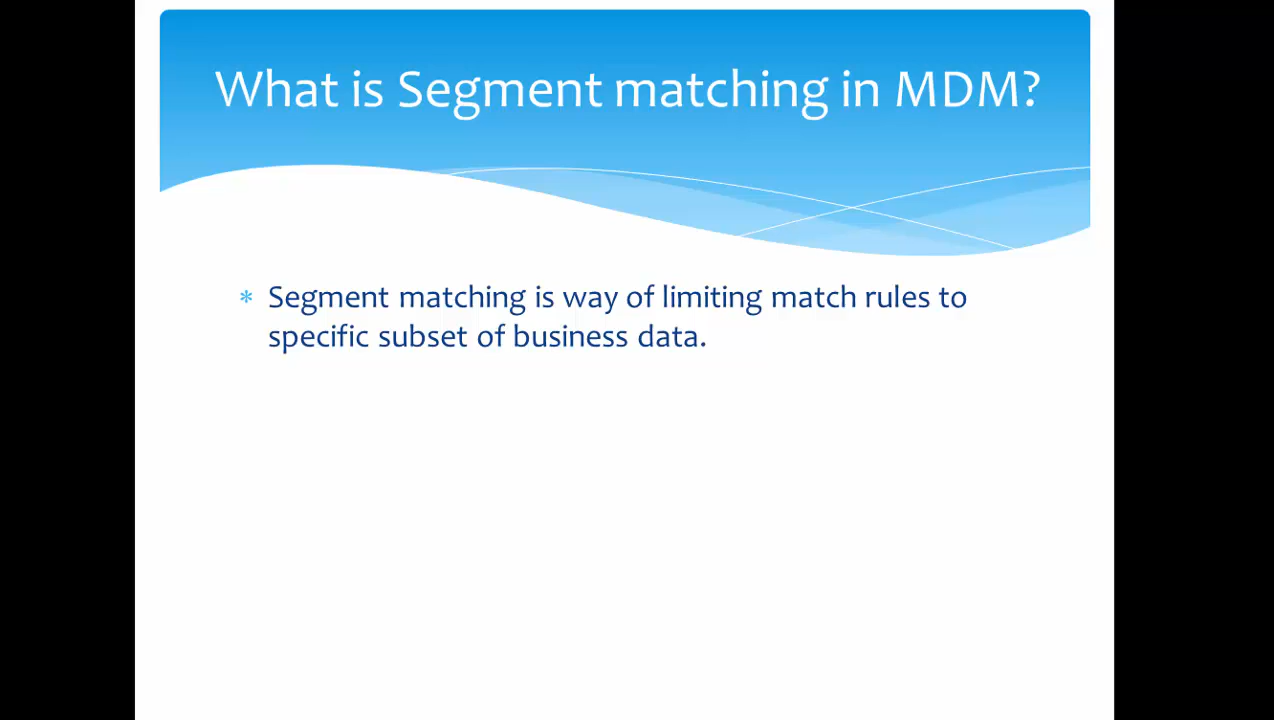 What is Segment matching in MDM?
* Segment matching is way of limiting match rules to
specific subset of business data.